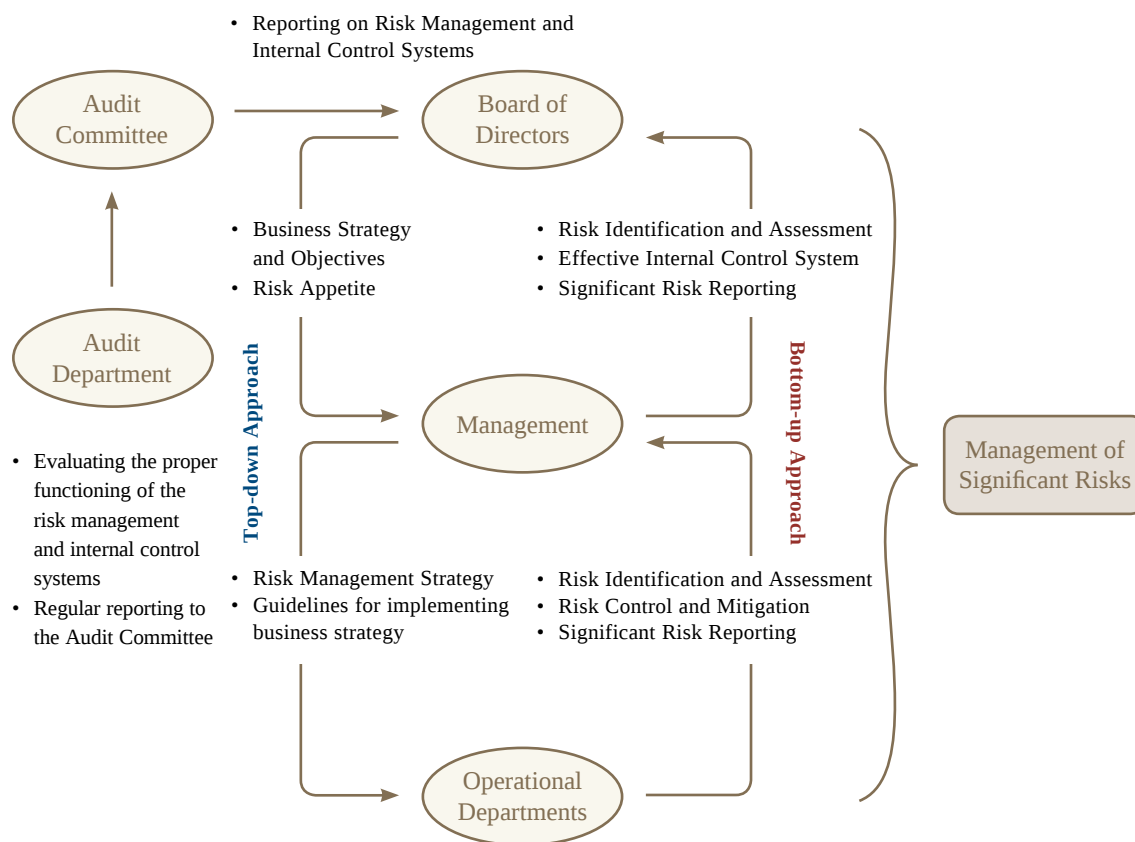 • Reporting on Risk Management and
Internal Control Systems
Audit
Committee
Board of
Directors
• Business Strategy
and Objectives
• Risk Appetite
• Risk Identification and Assessment
• Effective Internal Control System
• Significant Risk Reporting
Audit
Department
Top-down Approach
Bottom-up Approach
Management
Management of
Significant Risks
• Evaluating the proper
functioning of the
risk management
and internal control
systems
• Regular reporting to
the Audit Committee
• Risk Management Strategy
• Guidelines for implementing
business strategy
• Risk Identification and Assessment
• Risk Control and Mitigation
• Significant Risk Reporting
Operational
Departments